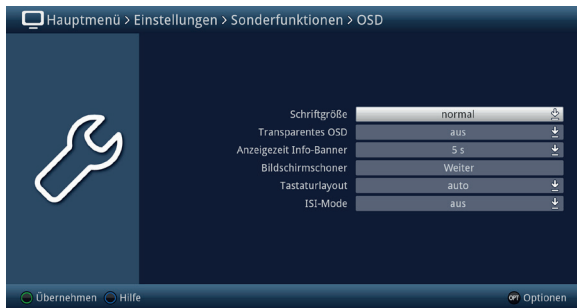 Hauptmenü > Einstellungen > Sonderfunktionen > OSD
Schriftgröße normal
Transparentes OSD aus
Anzeigezeit Info-Banner 5 s
Bildschirmschoner Weiter
Tastaturlayout auto
ISI-Mode aus
Übernehmen Hilfe OPT Optionen